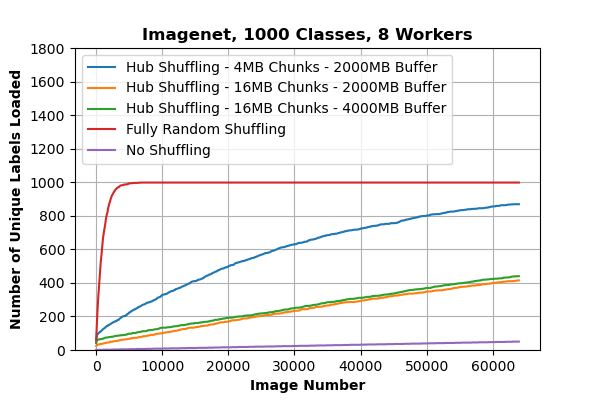 Imagenet, 1000 Classes, 8 Workers
Number of Unique Labels Loaded
1800
1600
1400
1200
1000
800
600
400
200
0
Hub Shuffling - 4MB Chunks - 2000MB Buffer
Hub Shuffling - 16MB Chunks - 2000MB Buffer
Hub Shuffling - 16MB Chunks - 4000MB Buffer
Fully Random Shuffling
No Shuffling
0 10000 20000 30000 40000 50000 60000
Image Number